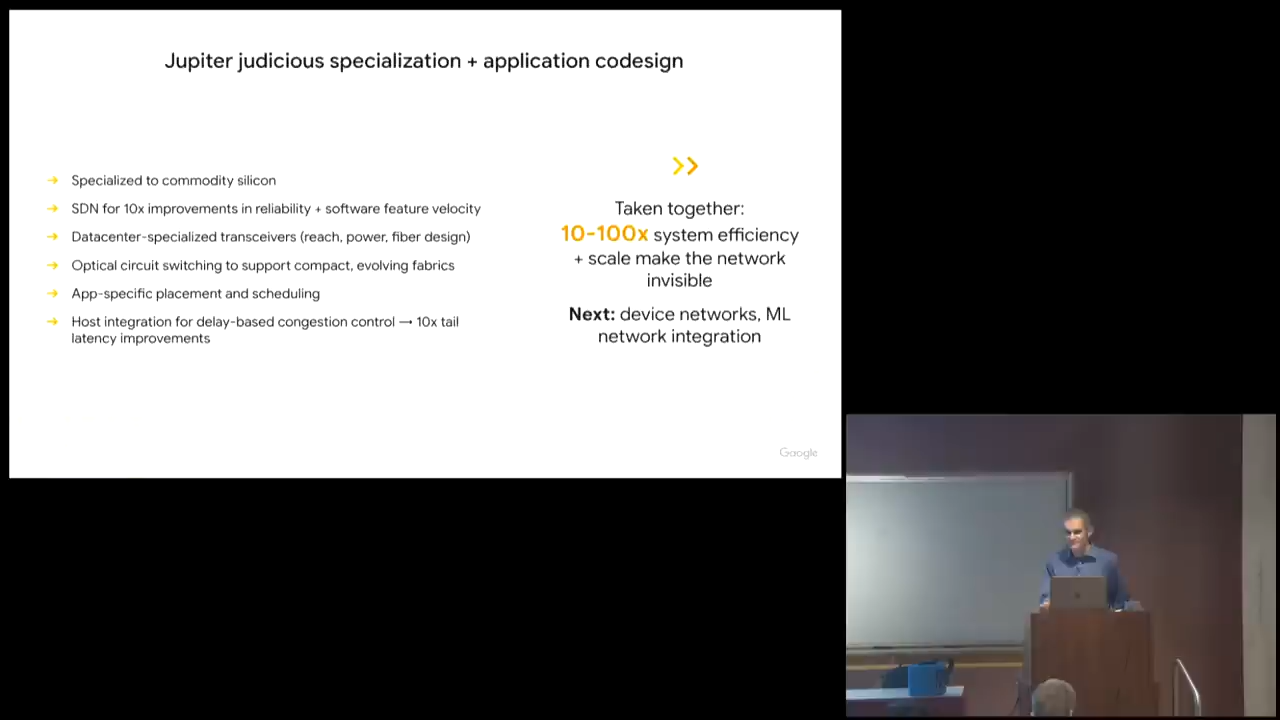 Jupiter judicious specialization + application codesign
➔ Specialized to commodity silicon
➔ SDN for 10x improvements in reliability + software feature velocity
➔ Datacenter-specialized transceivers (reach, power, fiber design)
➔ Optical circuit switching to support compact, evolving fabrics
➔ App-specific placement and scheduling
➔ Host integration for delay-based congestion control → 10x tail
latency improvements
Taken together:
10-100x system efficiency
+ scale make the network
invisible
Next: device networks, ML
network integration
Google